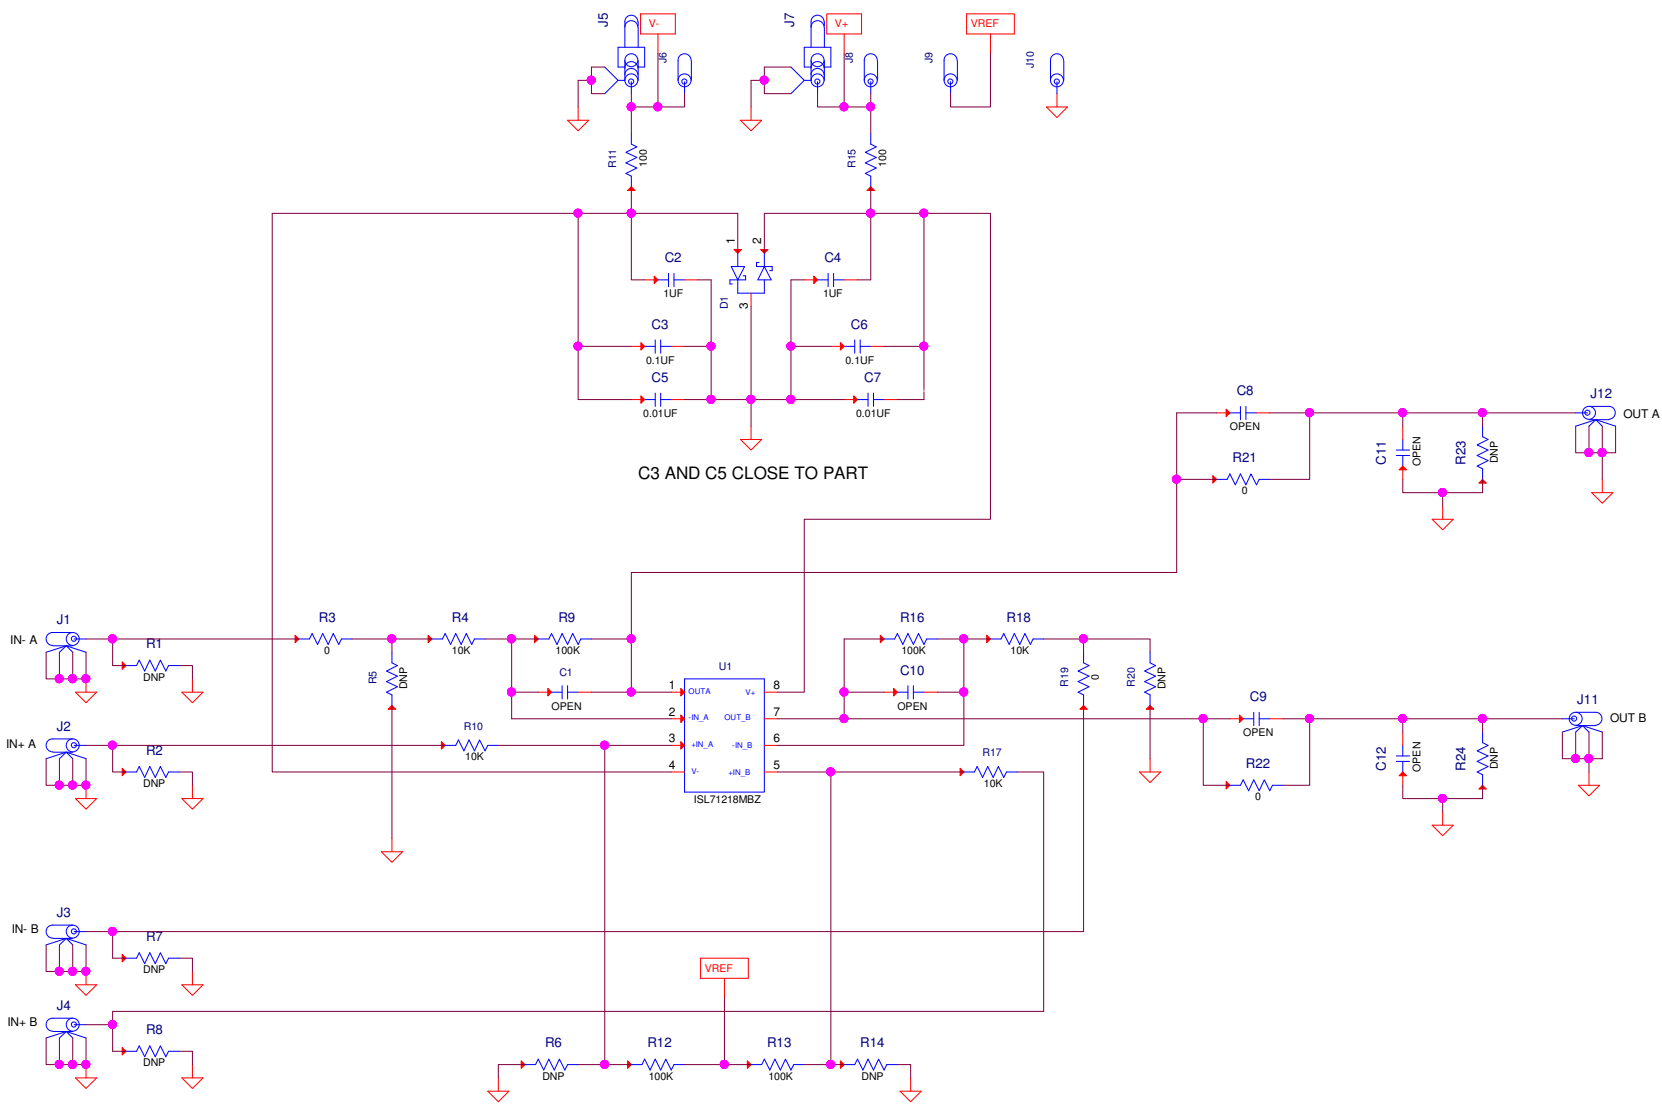 J5
V-
J6
J7
V+
J8
J9
VREF
J10
R11
100
R15
100
1
2
C2
1UF
D1
3
C4
1UF
C3
0.1UF
C6
0.1UF
C5
0.01UF
C7
0.01UF
C3 AND C5 CLOSE TO PART
C8
OPEN
R21
0
C11
OPEN
R23
DNP
J12
OUT A
IN- A
J1
R1
DNP
R3
0
R5
DNP
R4
10K
R9
100K
C1
OPEN
U1
1
OUTA
V+
8
2
-IN_A
OUT_B
7
3
+IN_A
-IN_B
6
4
V-
+IN_B
5
ISL71218MBZ
R16
100K
C10
OPEN
R18
10K
R19
0
R20
DNP
R17
10K
C9
OPEN
R22
0
C12
OPEN
R24
DNP
J11
OUT B
IN+ A
J2
R2
DNP
R10
10K
IN- B
J3
R7
DNP
IN+ B
J4
R8
DNP
VREF
R6
DNP
R12
100K
R13
100K
R14
DNP